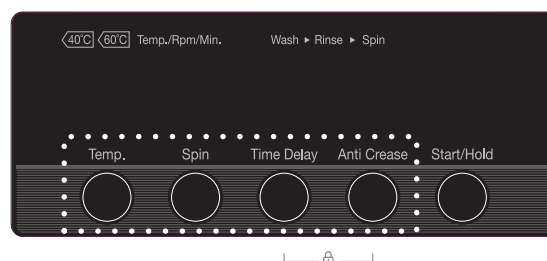 40°C 60°C Temp./Rpm/Min. Wash ▸ Rinse ▸ Spin
Temp. Spin Time Delay Anti Crease Start/Hold